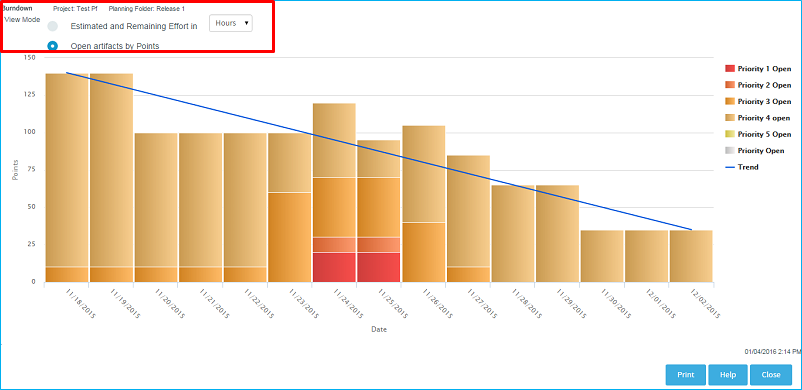 Burndown Project: Test Pf Planning Folder: Release 1
View Mode Estimated and Remaining Effort in Hours
Open artifacts by Points
150
125
100
75
50
25
0
Points
11/18/2015
11/19/2015
11/20/2015
11/21/2015
11/22/2015
11/23/2015
11/24/2015
11/25/2015
11/26/2015
11/27/2015
11/28/2015
11/29/2015
11/30/2015
12/01/2015
12/02/2015
Date
Priority 1 Open
Priority 2 Open
Priority 3 Open
Priority 4 open
Priority 5 Open
Priority Open
Trend
01/04/2016 2:14 PM
Print Help Close